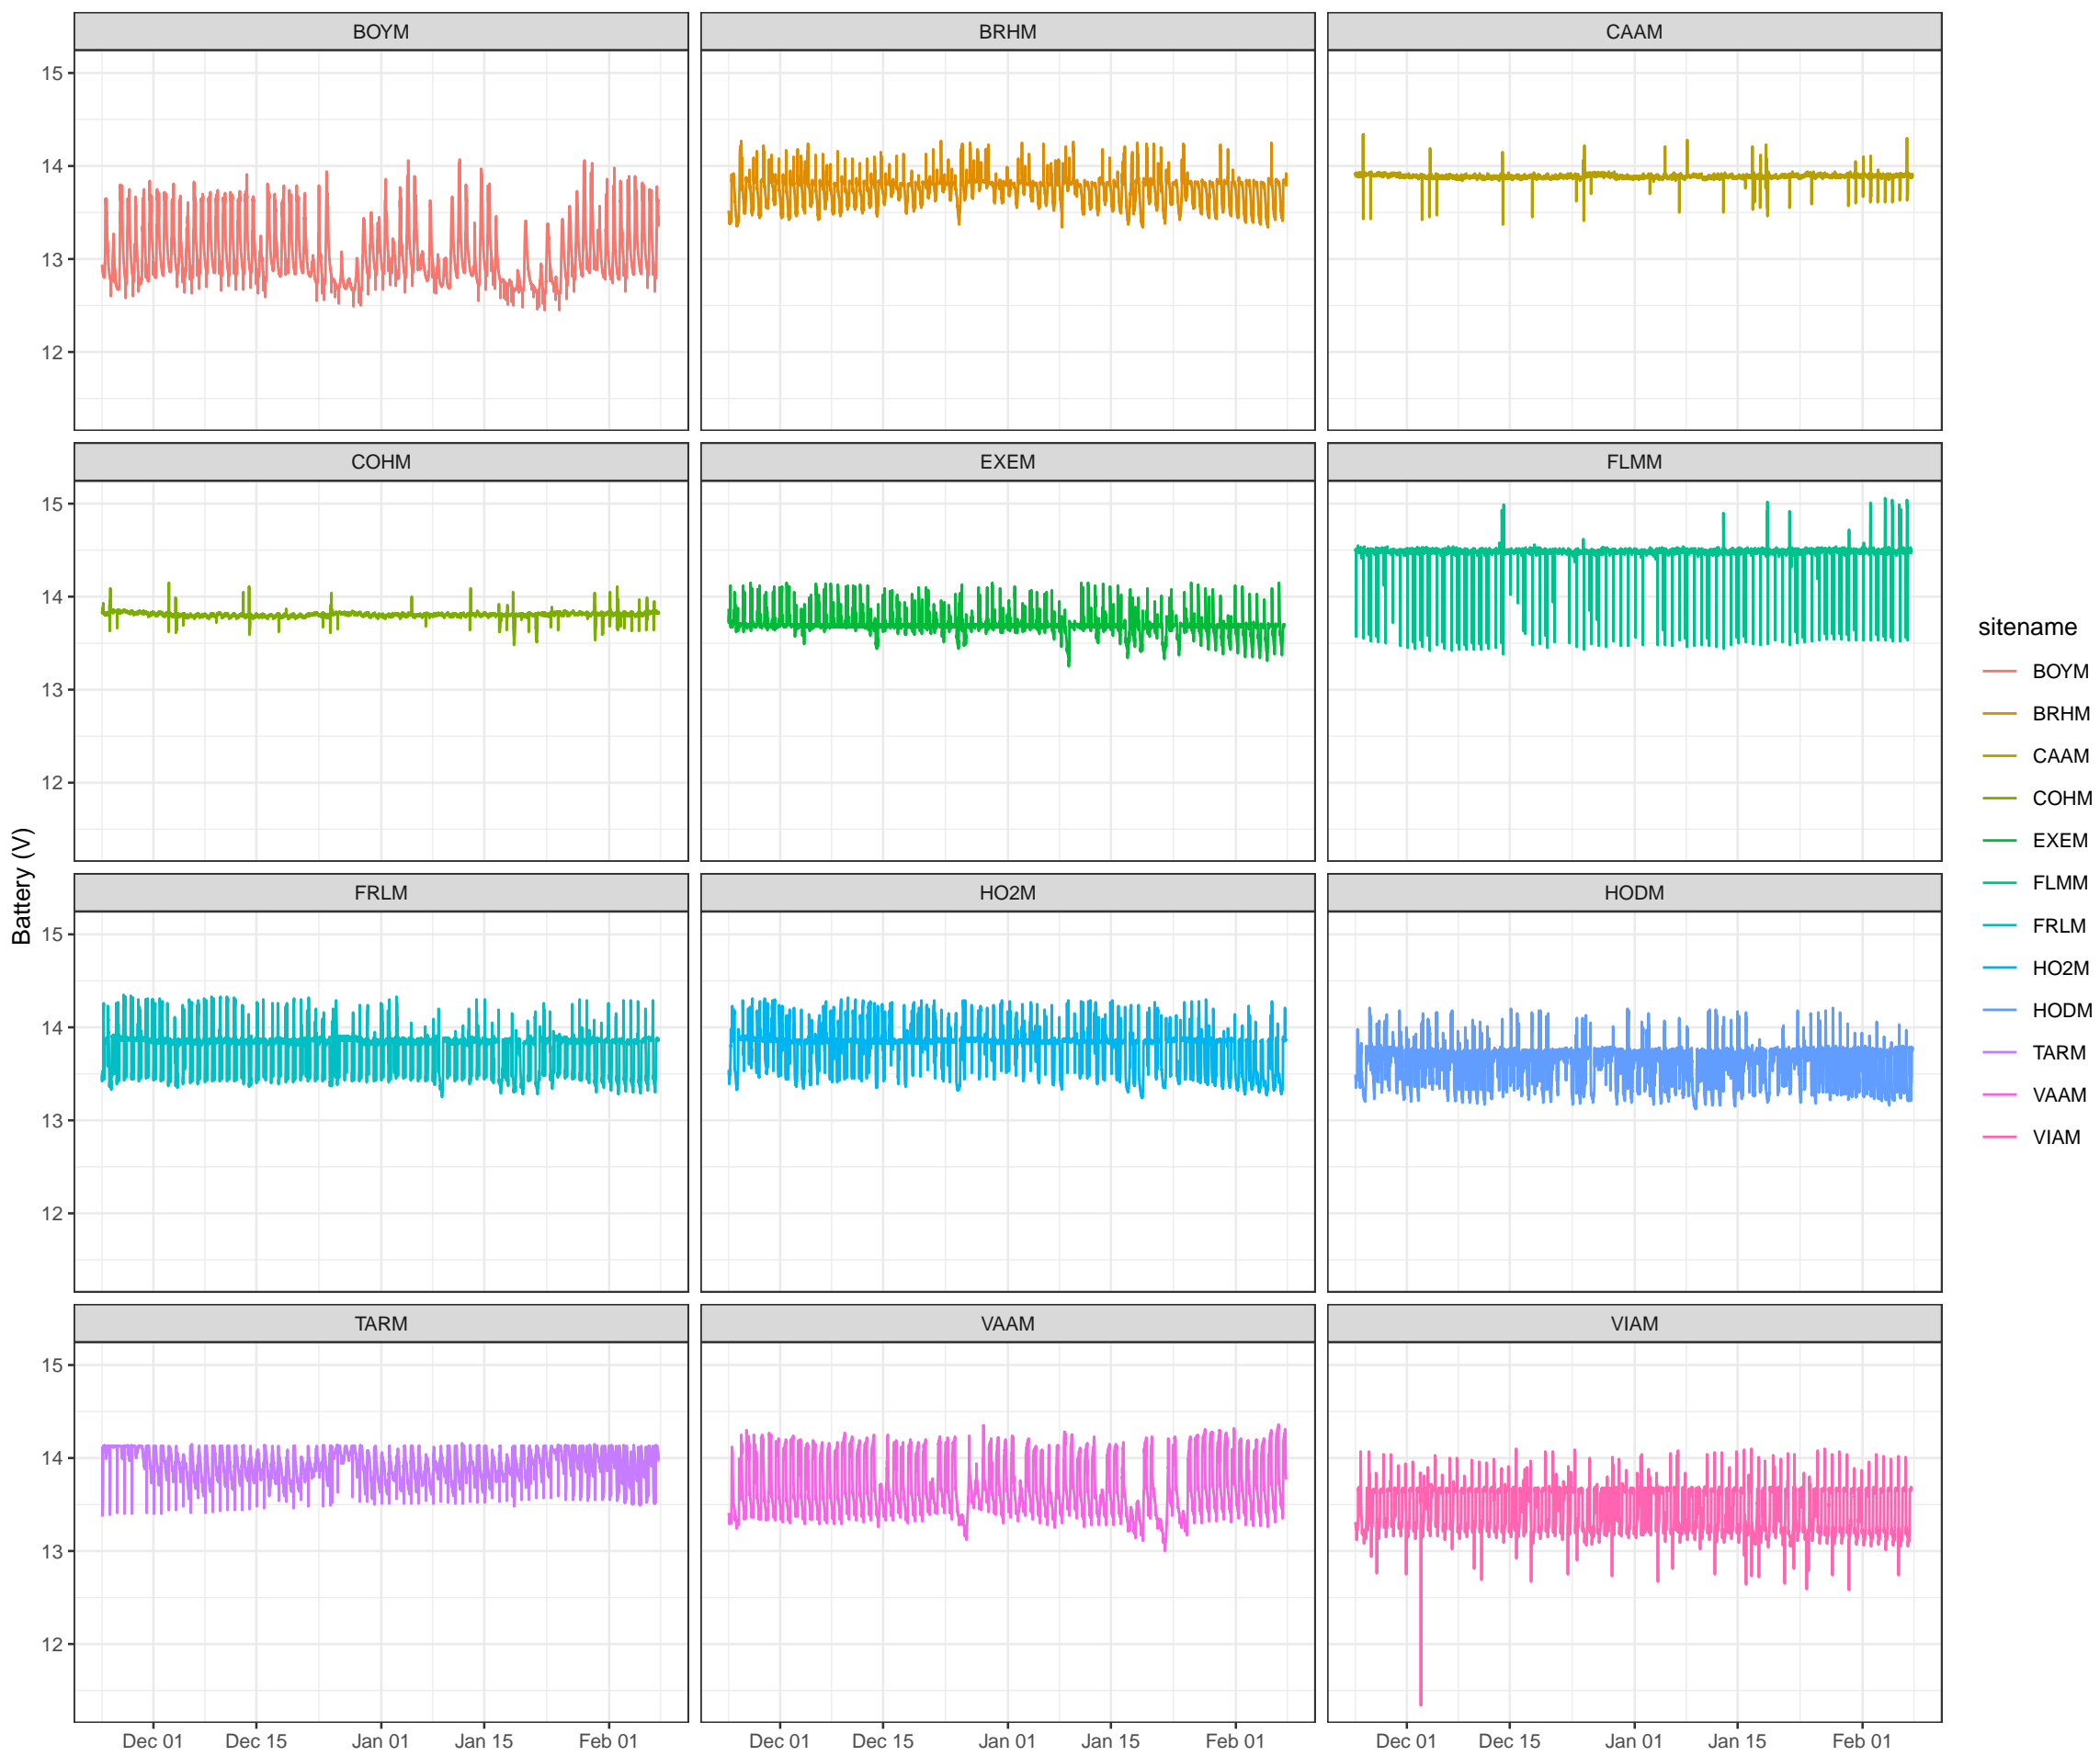 BOYM BRHM CAAM
15
14
13
12
COHM EXEM FLMM
15
14
13
12
FRLM HO2M HODM
15
14
13
12
TARM VAAM VIAM
15
14
13
12
Dec 01 Dec 15 Jan 01 Jan 15 Feb 01 Dec 01 Dec 15 Jan 01 Jan 15 Feb 01 Dec 01 Dec 15 Jan 01 Jan 15 Feb 01
Battery (V)
sitename
BOYM
BRHM
CAAM
COHM
EXEM
FLMM
FRLM
HO2M
HODM
TARM
VAAM
VIAM